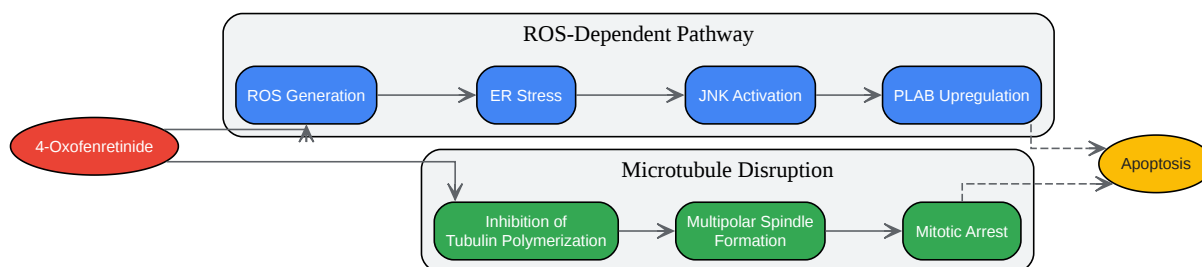 ROS-Dependent Pathway
ROS Generation
ER Stress
JNK Activation
PLAB Upregulation
4-Oxofenretinide
Apoptosis
Microtubule Disruption
Inhibition of
Tubulin Polymerization
Multipolar Spindle
Formation
Mitotic Arrest